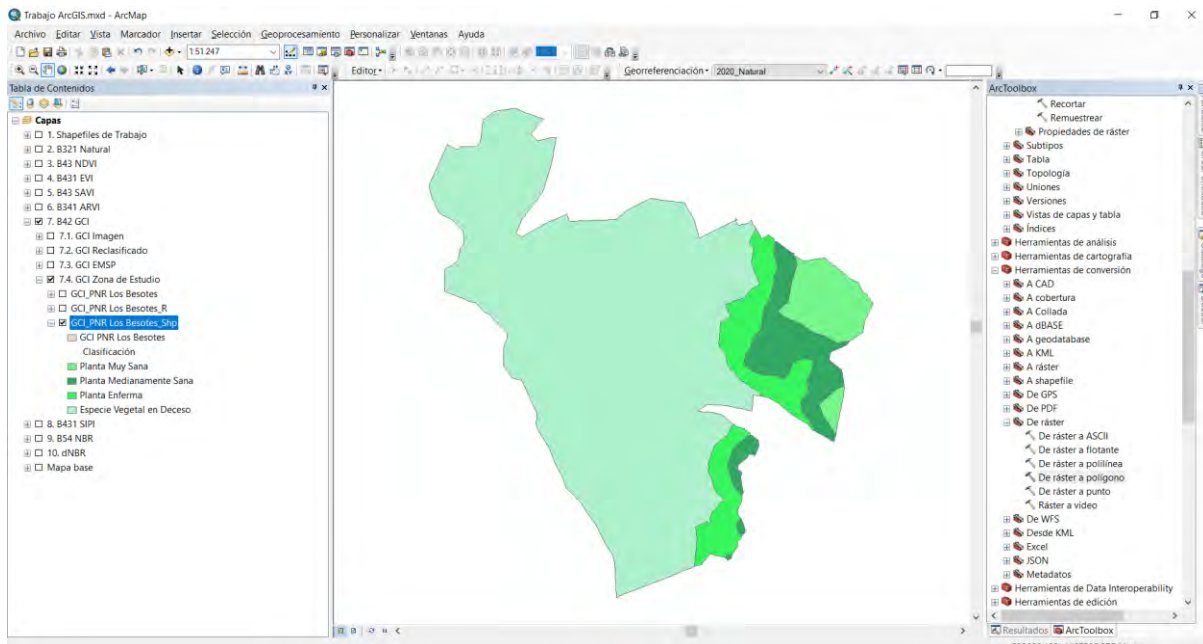 Trabajo ArcGIS.mxd - ArcMap
Archivo Editar Vista Marcador Insertar Selección Geoprocesamiento Personalizar Ventanas Ayuda
1:51.247
Editor Georreferenciación 2020_Natural
Tabla de Contenidos
Capas
1. Shapefiles de Trabajo
2. B321 Natural
3. B43 NDVI
4. B431 EVI
5. B43 SAVI
6. B341 ARVI
7. B42 GCI
7.1. GCI Imagen
7.2. GCI Reclasificado
7.3. GCI EMSP
7.4. GCI Zona de Estudio
GCI_PNR Los Besotes
GCI_PNR Los Besotes_R
GCI_PNR Los Besotes_Shp
GCI PNR Los Besotes
Clasificación
Planta Muy Sana
Planta Medianamente Sana
Planta Enferma
Especie Vegetal en Deceso
8. B431 SIPI
9. B54 NBR
10. dNBR
Mapa base
ArcToolbox
Recortar
Remuestrear
Propiedades de ráster
Subtipos
Tabla
Topología
Uniones
Versiones
Vistas de capas y tabla
Índices
Herramientas de análisis
Herramientas de cartografía
Herramientas de conversión
A CAD
A cobertura
A Collada
A dBASE
A geodatabase
A KML
A ráster
A shapefile
De GPS
De PDF
De ráster
De ráster a ASCII
De ráster a flotante
De ráster a polilínea
De ráster a polígono
De ráster a punto
Ráster a video
De WFS
Desde KML
Excel
JSON
Metadatos
Herramientas de Data Interoperability
Herramientas de edición
Resultados ArcToolbox